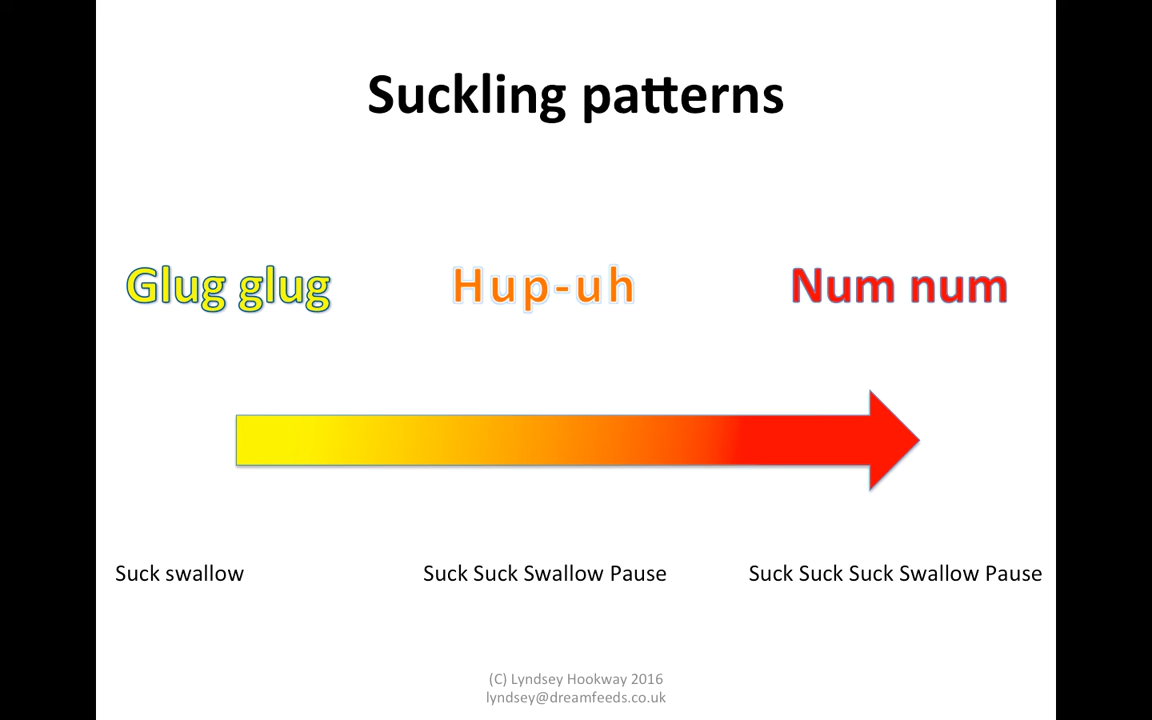 Suckling patterns
Glug glug
Hup-uh
Num num
Suck swallow
Suck Suck Swallow Pause
Suck Suck Suck Swallow Pause
(C) Lyndsey Hookway 2016
lyndsey@dreamfeeds.co.uk